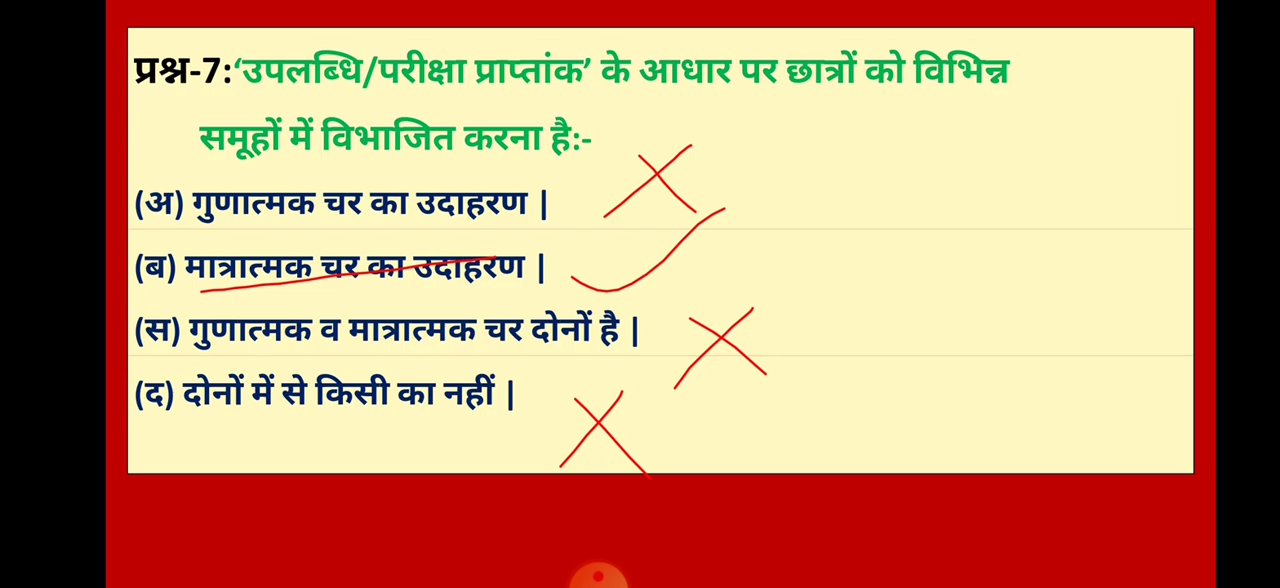 प्रश्न-7:‘उपलब्धि/परीक्षा प्राप्तांक’ के आधार पर छात्रों को विभिन्न
समूहों में विभाजित करना है:-
(अ) गुणात्मक चर का उदाहरण |
(ब) मात्रात्मक चर का उदाहरण |
(स) गुणात्मक व मात्रात्मक चर दोनों है |
(द) दोनों में से किसी का नहीं |